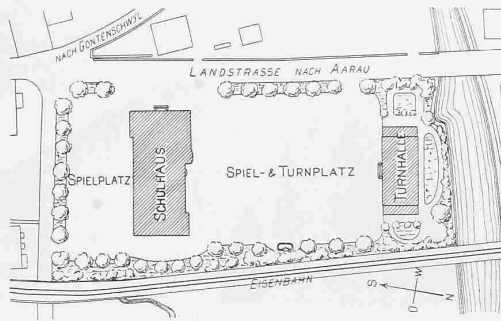 NACH GONTENSCHWYL
LANDSTRASSE NACH AARAU
SPIELPLATZ
SCHULHAUS
SPIEL- & TURNPLATZ
TURNHALLE
EISENBAHN
S
W
O
N